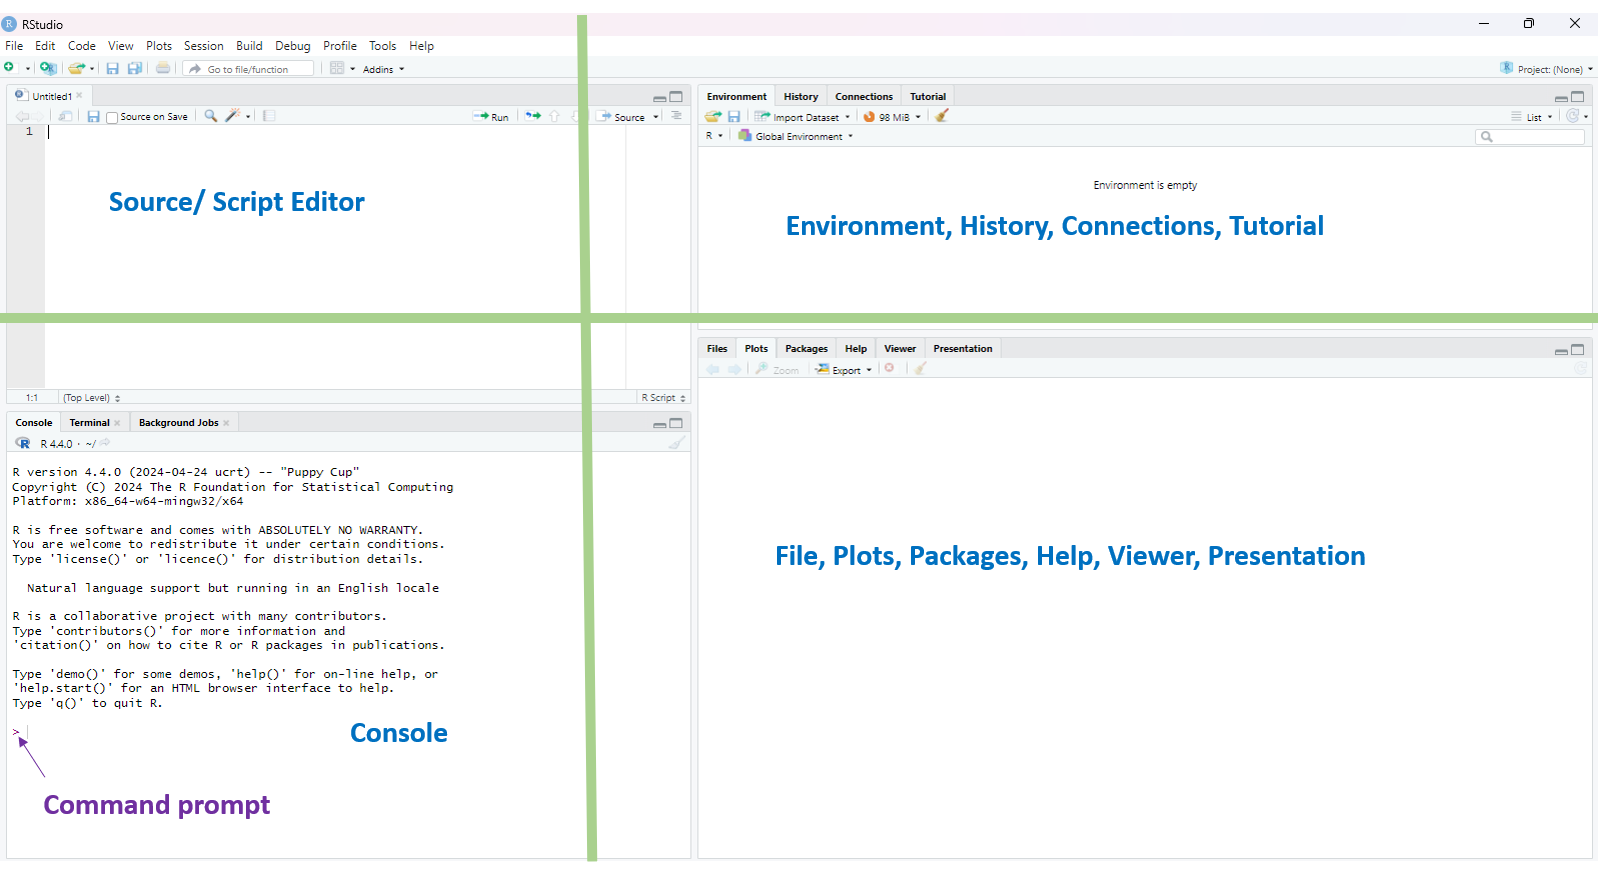 RStudio
File Edit Code View Plots Session Build Debug Profile Tools Help
Go to file/function Addins Project: (None)
Untitled1
Source on Save Run Source
1
Source/ Script Editor
1:1 (Top Level) R Script
Environment History Connections Tutorial
Import Dataset 98 MiB List
R Global Environment
Environment is empty
Environment, History, Connections, Tutorial
Files Plots Packages Help Viewer Presentation
Zoom Export
File, Plots, Packages, Help, Viewer, Presentation
Console Terminal Background Jobs
R R 4.4.0 · ~/
R version 4.4.0 (2024-04-24 ucrt) -- "Puppy Cup"
Copyright (C) 2024 The R Foundation for Statistical Computing
Platform: x86_64-w64-mingw32/x64
R is free software and comes with ABSOLUTELY NO WARRANTY.
You are welcome to redistribute it under certain conditions.
Type 'license()' or 'licence()' for distribution details.
Natural language support but running in an English locale
R is a collaborative project with many contributors.
Type 'contributors()' for more information and
'citation()' on how to cite R or R packages in publications.
Type 'demo()' for some demos, 'help()' for on-line help, or
'help.start()' for an HTML browser interface to help.
Type 'q()' to quit R.
>
Console
Command prompt